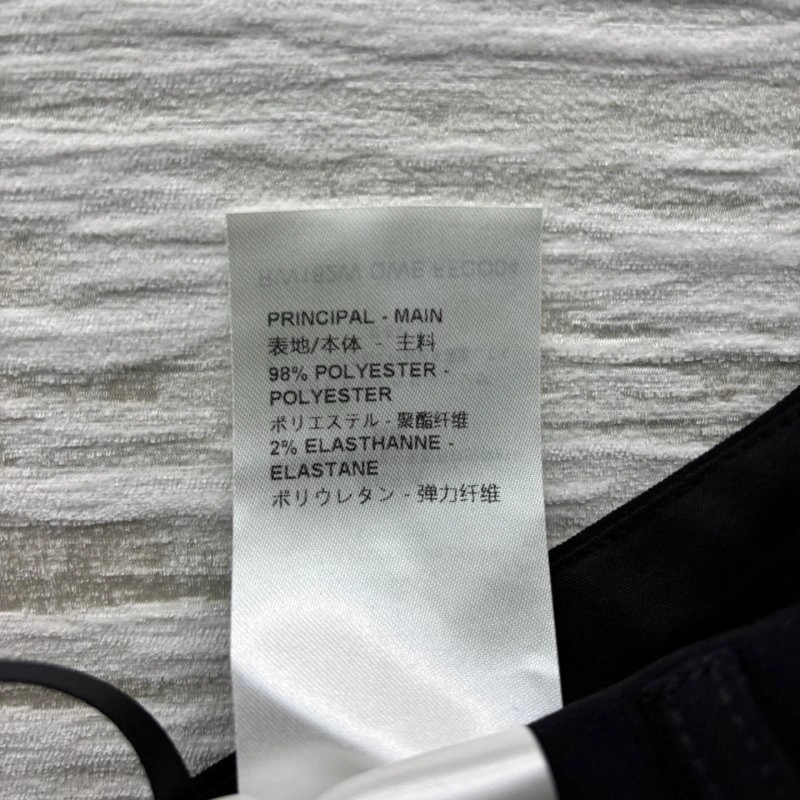 PRINCIPAL - MAIN
表地/本体 - 主料
98% POLYESTER -
POLYESTER
ポリエステル - 聚酯纤维
2% ELASTHANNE -
ELASTANE
ポリウレタン - 弹力纤维